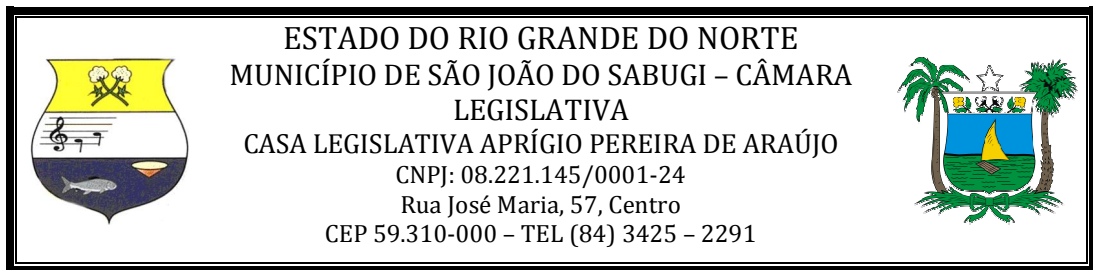 ESTADO DO RIO GRANDE DO NORTE
MUNICÍPIO DE SÃO JOÃO DO SABUGI – CÂMARA
LEGISLATIVA
CASA LEGISLATIVA APRÍGIO PEREIRA DE ARAÚJO
CNPJ: 08.221.145/0001-24
Rua José Maria, 57, Centro
CEP 59.310-000 – TEL (84) 3425 – 2291